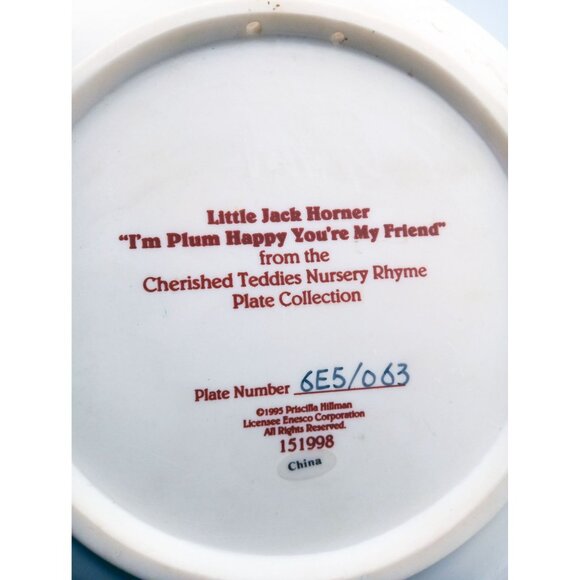 Little Jack Horner
"I'm Plum Happy You're My Friend"
from the
Cherished Teddies Nursery Rhyme
Plate Collection
Plate Number 6E5/063
©1995 Priscilla Hillman
Licensee Enesco Corporation
All Rights Reserved.
151998
China